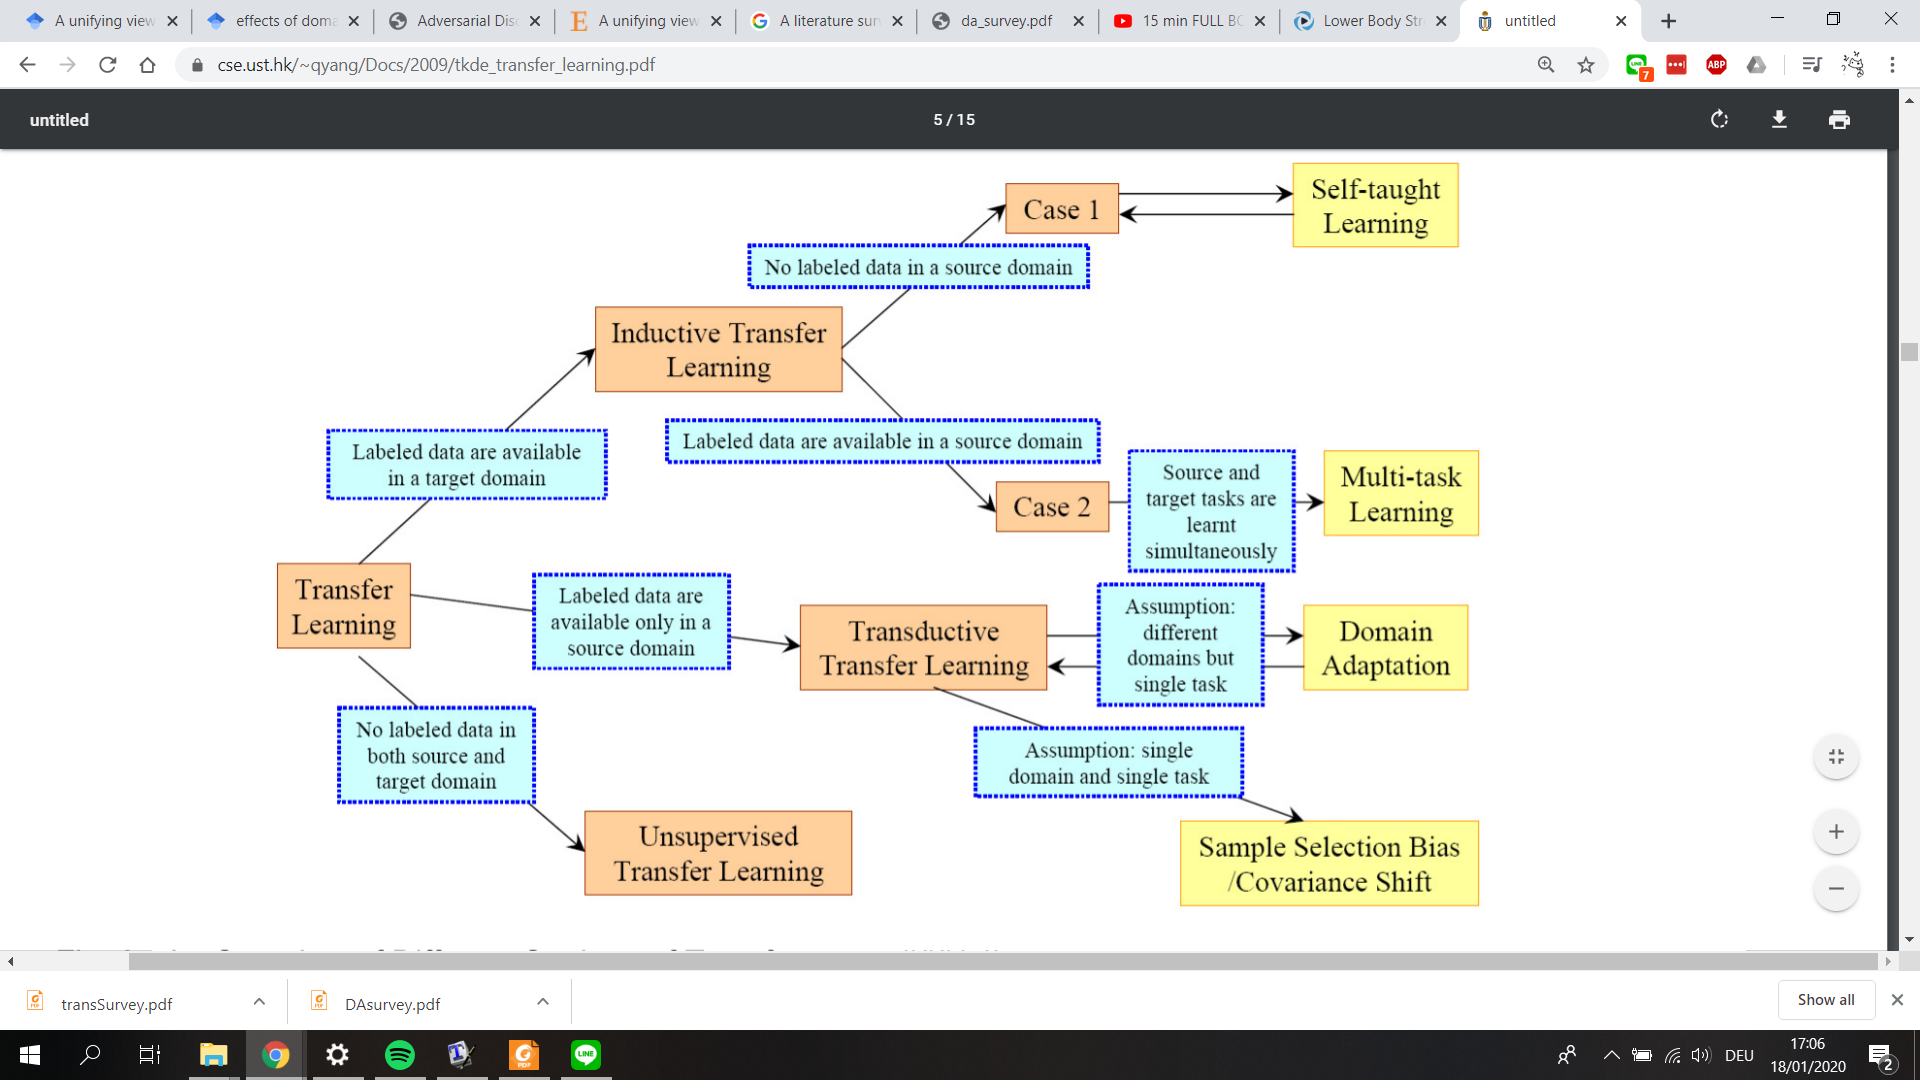 A unifying view
effects of doma
Adversarial Dis
A unifying view
A literature sur
da_survey.pdf
15 min FULL BO
Lower Body Str
untitled
cse.ust.hk/~qyang/Docs/2009/tkde_transfer_learning.pdf
7
ABP
untitled
5 / 15
Case 1
Self-taught
Learning
No labeled data in a source domain
Inductive Transfer
Learning
Labeled data are available
in a target domain
Labeled data are available in a source domain
Case 2
Source and
target tasks are
learnt
simultaneously
Multi-task
Learning
Transfer
Learning
Labeled data are
available only in a
source domain
Transductive
Transfer Learning
Assumption:
different
domains but
single task
Domain
Adaptation
No labeled data in
both source and
target domain
Assumption: single
domain and single task
Unsupervised
Transfer Learning
Sample Selection Bias
/Covariance Shift
transSurvey.pdf
DAsurvey.pdf
Show all
LINE
DEU
17:06
18/01/2020
2